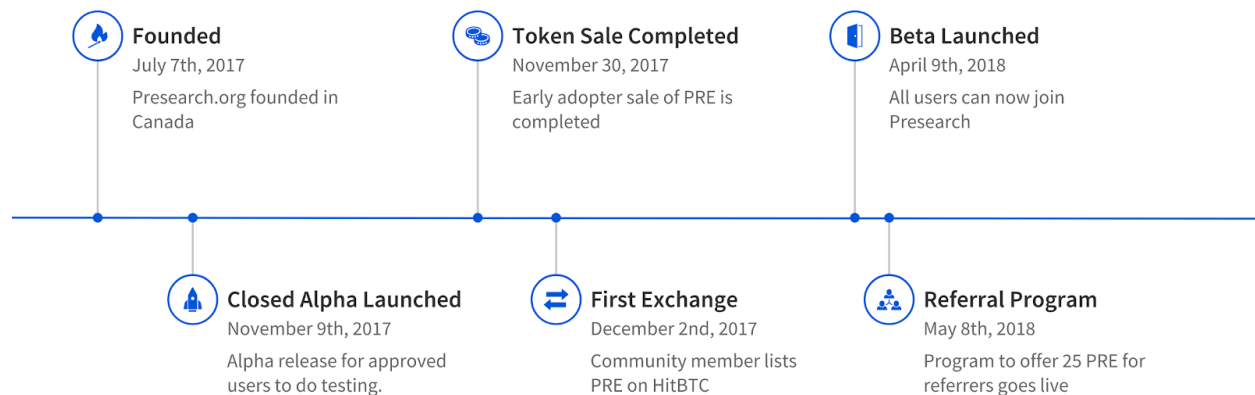 Founded
July 7th, 2017
Presearch.org founded in
Canada
Token Sale Completed
November 30, 2017
Early adopter sale of PRE is
completed
Beta Launched
April 9th, 2018
All users can now join
Presearch
Closed Alpha Launched
November 9th, 2017
Alpha release for approved
users to do testing.
First Exchange
December 2nd, 2017
Community member lists
PRE on HitBTC
Referral Program
May 8th, 2018
Program to offer 25 PRE for
referrers goes live